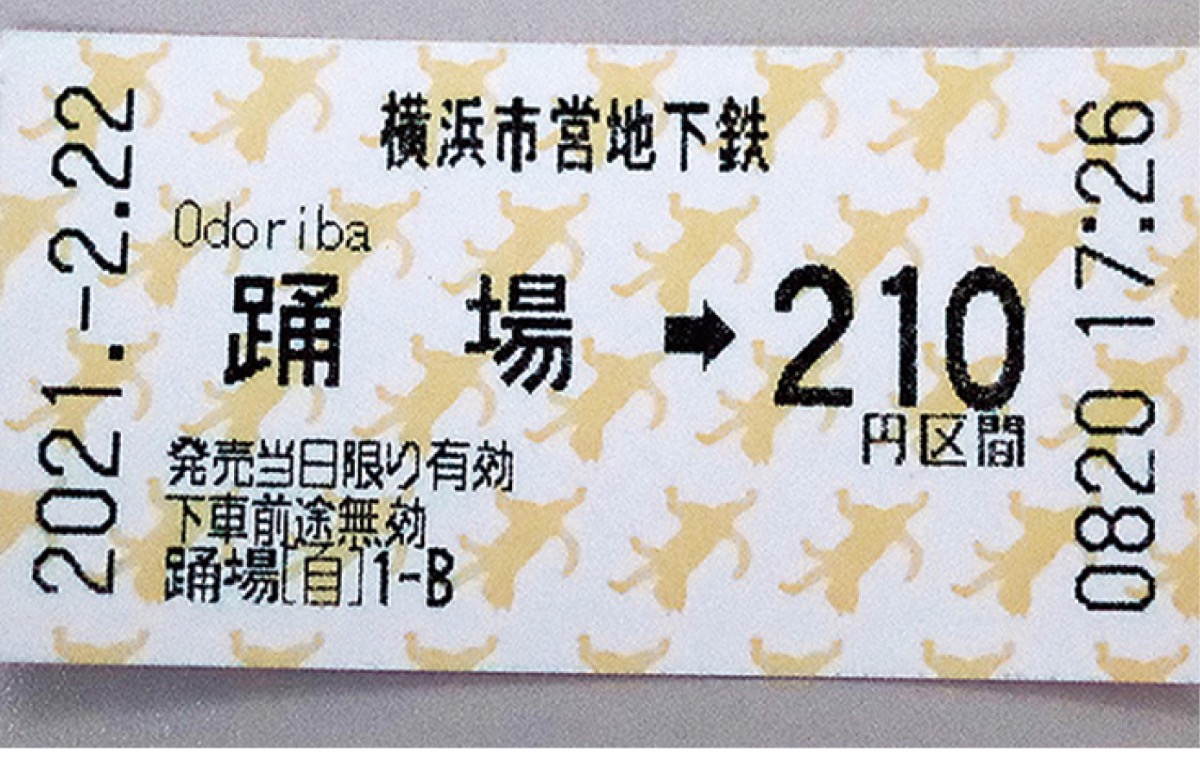 横浜市営地下鉄
Odoriba
踊場➡210
円区間
発売当日限り有効
下車前途無効
踊場[自]1-B
2021.-2.22
0820 17:26